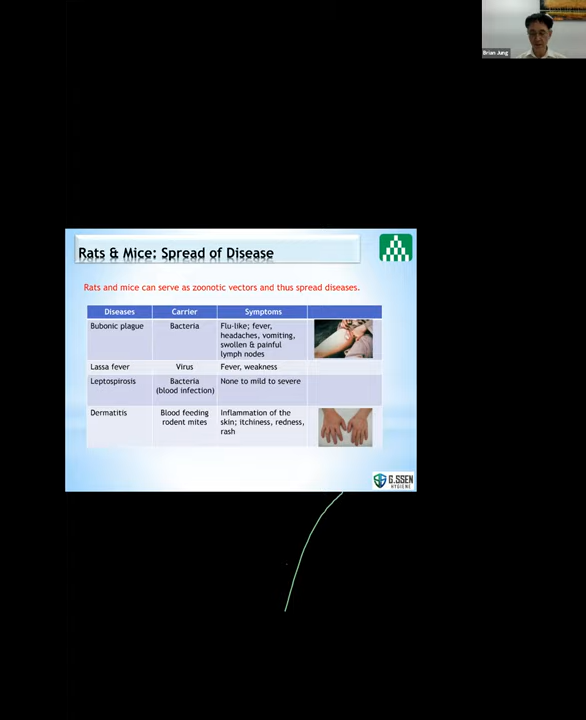 Brian Jung
Rats & Mice: Spread of Disease
Rats and mice can serve as zoonotic vectors and thus spread diseases.
Diseases Carrier Symptoms
Bubonic plague Bacteria Flu-like; fever,
headaches, vomiting,
swollen & painful
lymph nodes
Lassa fever Virus Fever, weakness
Leptospirosis Bacteria None to mild to severe
(blood infection)
Dermatitis Blood feeding Inflammation of the
rodent mites skin; itchiness, redness,
rash
G.SSEN
HYGIENE